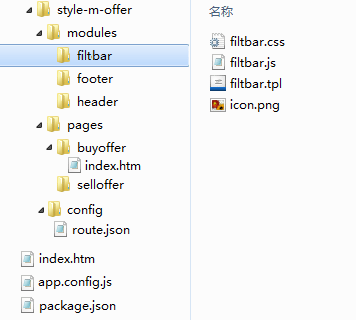 style-m-offer
modules
filtbar
footer
header
pages
buyoffer
index.htm
selloffer
config
route.json
index.htm
app.config.js
package.json
名称
filtbar.css
filtbar.js
filtbar.tpl
icon.png